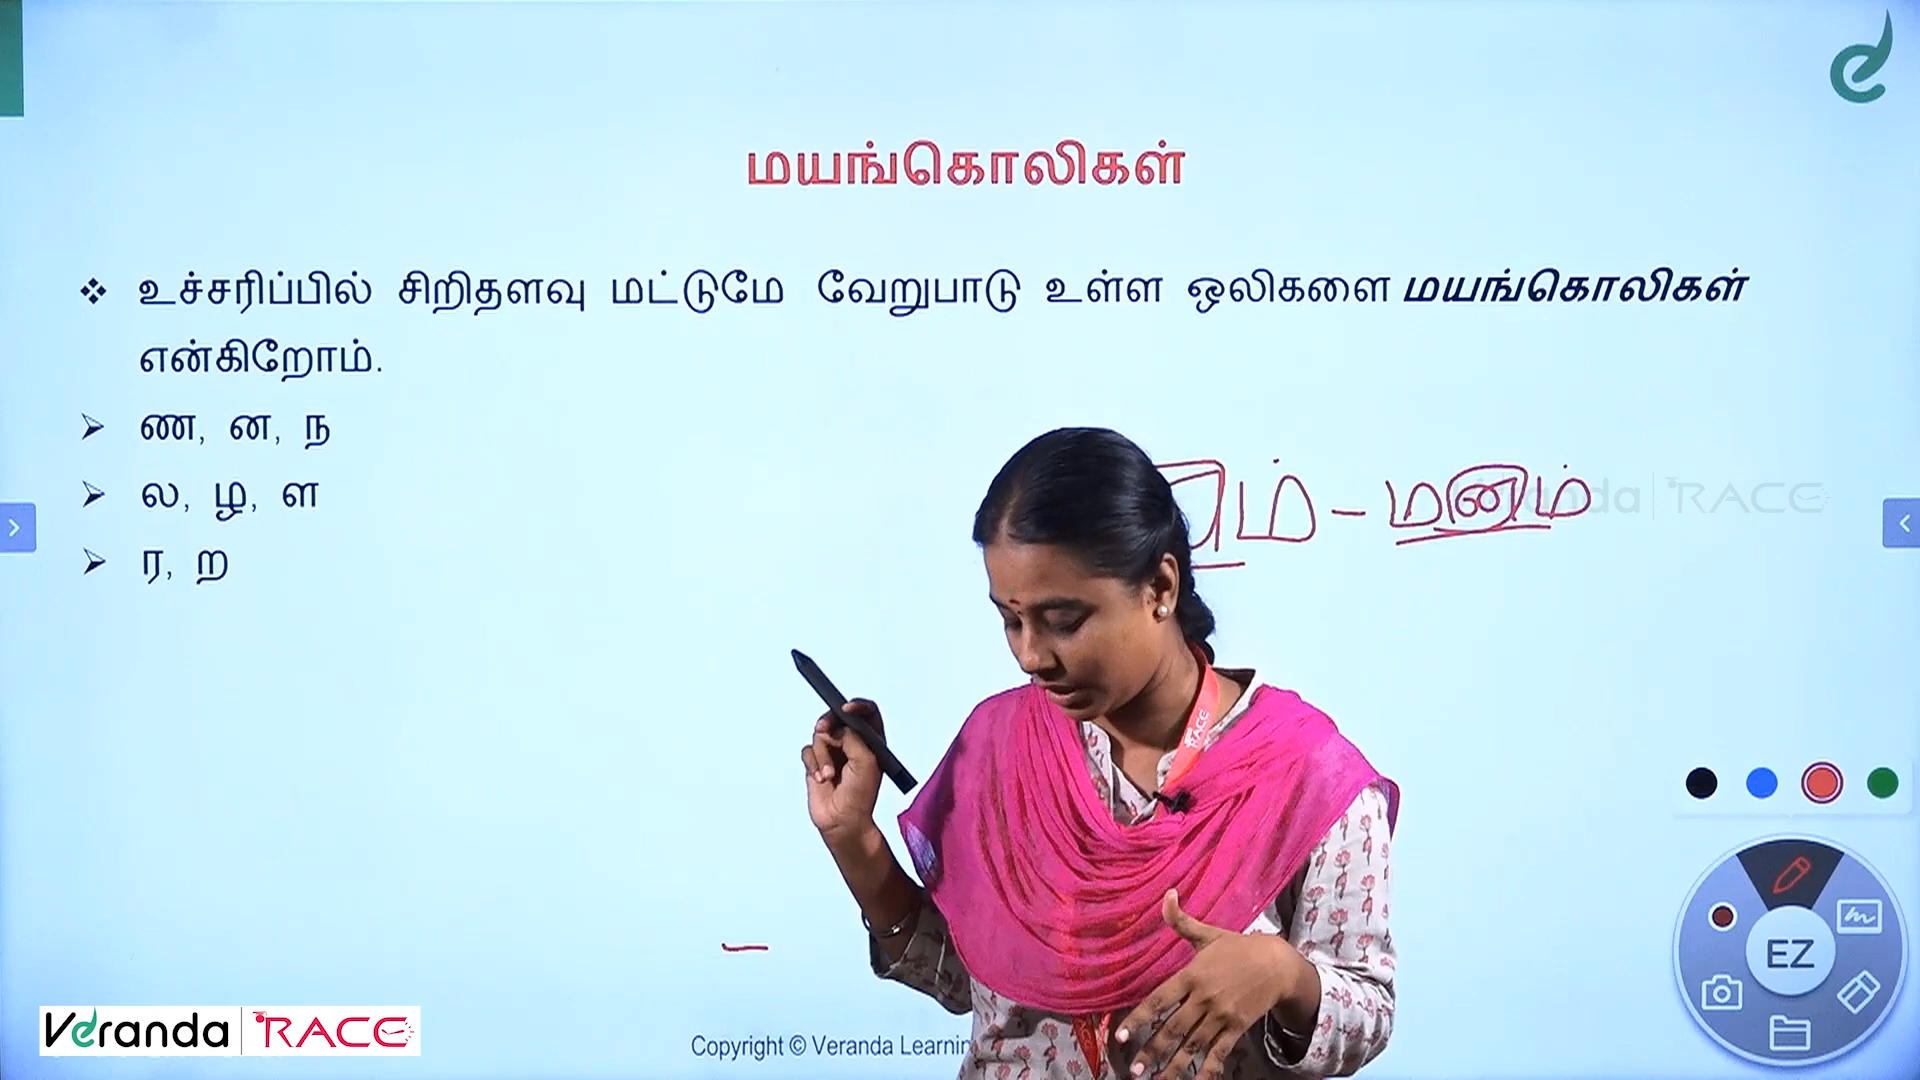 மயங்கொலிகள்
❖ உச்சரிப்பில் சிறிதளவு மட்டுமே வேறுபாடு உள்ள ஒலிகளை மயங்கொலிகள்
என்கிறோம்.
➢ ண, ன, ந
➢ ல, ழ, ள
➢ ர, ற
ம் – மனம்
Veranda RACE
RACE
EZ
Veranda RACE
Copyright © Veranda